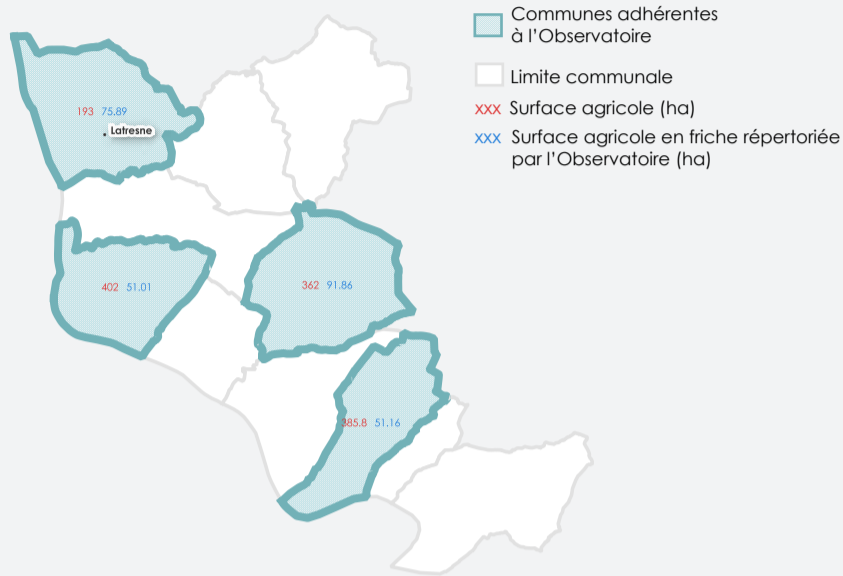 Communes adhérentes
à l'Observatoire
Limite communale
xxx Surface agricole (ha)
xxx Surface agricole en friche répertoriée
par l'Observatoire (ha)
193 75.89
Latresne
402 51.01
362 91.86
385.8 51.16